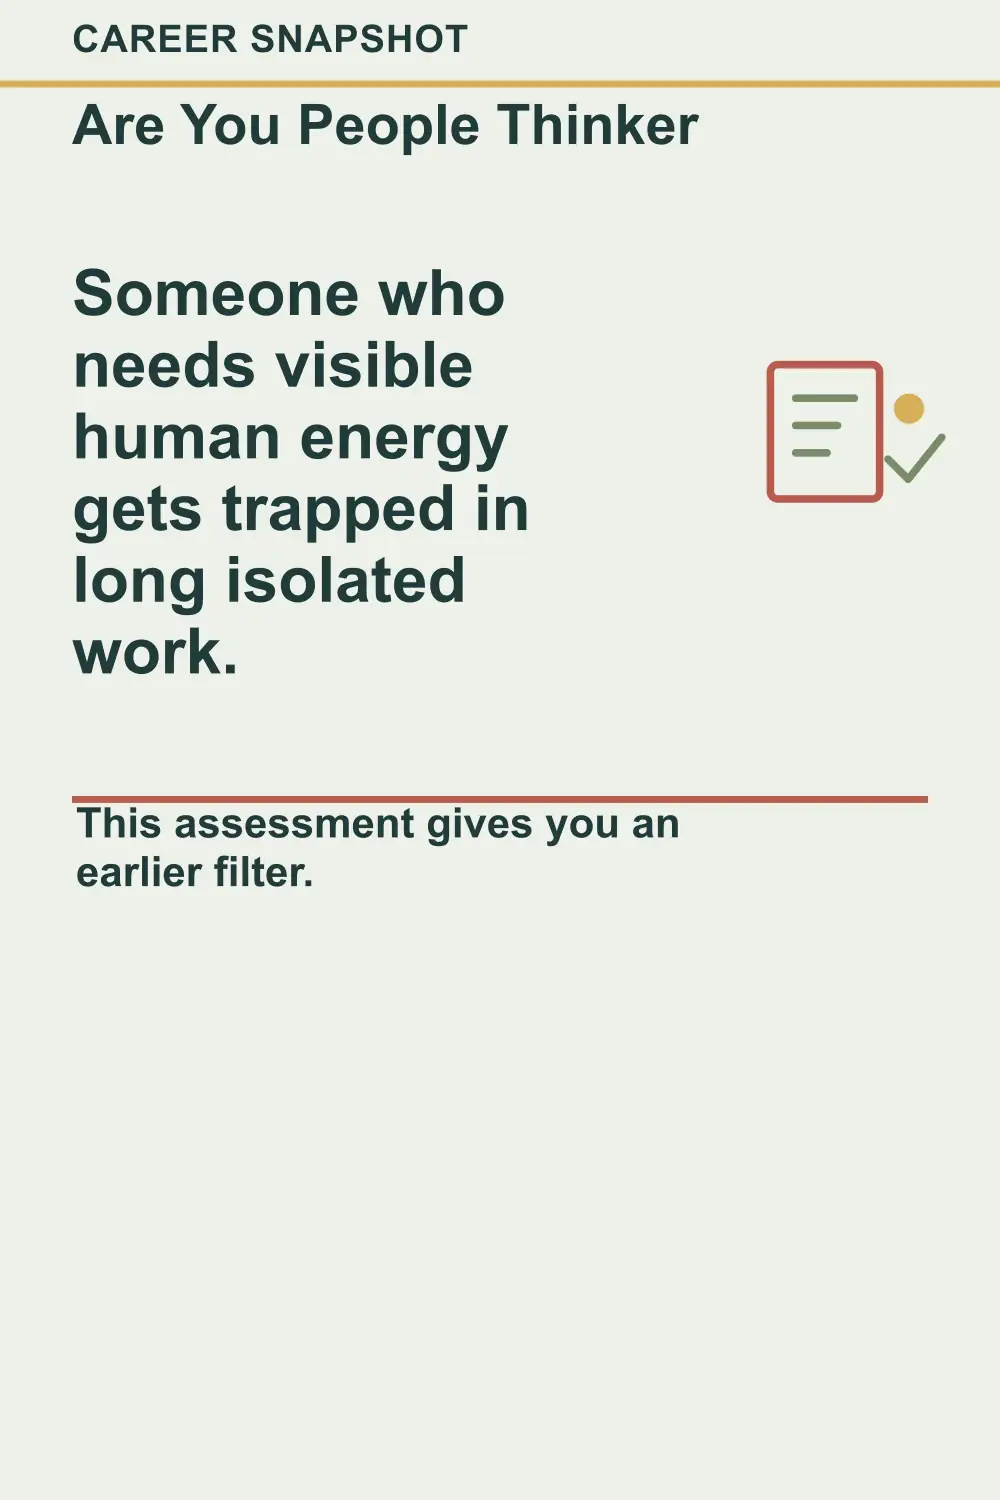 CAREER SNAPSHOT
Are You People Thinker
Someone who
needs visible
human energy
gets trapped in
long isolated
work.
This assessment gives you an
earlier filter.